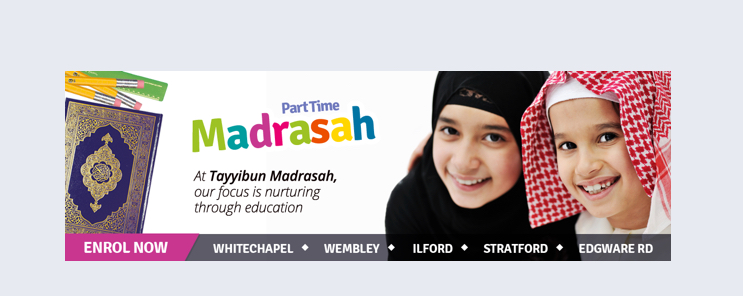 Part Time
Madrasah
At Tayyibun Madrasah,
our focus is nurturing
through education
ENROL NOW
WHITECHAPEL ◆ WEMBLEY ◆ ILFORD ◆ STRATFORD ◆ EDGWARE RD